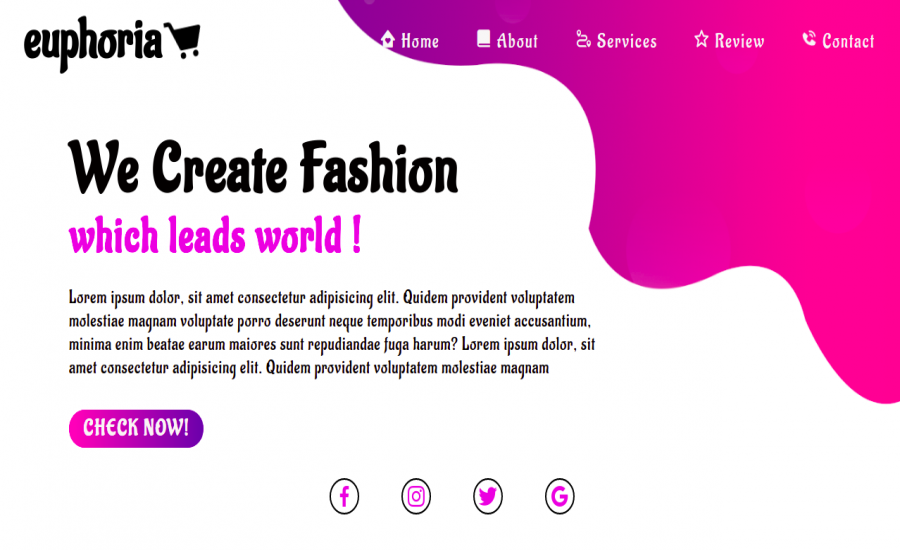 euphoria
Home About Services Review Contact
We Create Fashion
which leads world !
Lorem ipsum dolor, sit amet consectetur adipisicing elit. Quidem provident voluptatem
molestiae magnam voluptate porro deserunt neque temporibus modi eveniet accusantium,
minima enim beatae earum maiores sunt repudiandae fuga harum? Lorem ipsum dolor, sit
amet consectetur adipisicing elit. Quidem provident voluptatem molestiae magnam
CHECK NOW!